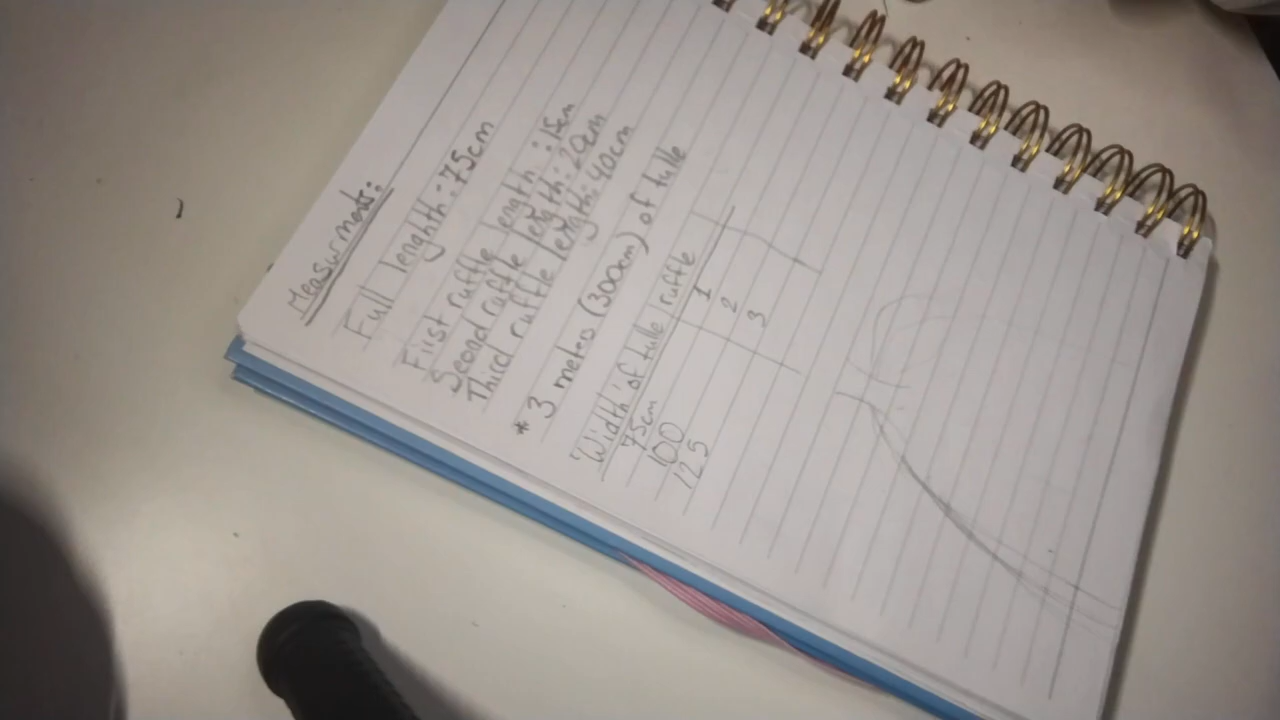 Measurments:
Full lenghth: 75cm
First ruffle length: 15cm
Second ruffle length: 20cm
Third ruffle length: 40cm
* 3 meters (300cm) of tulle
Width of tulle ruffle
75cm 1
100 2
125 3